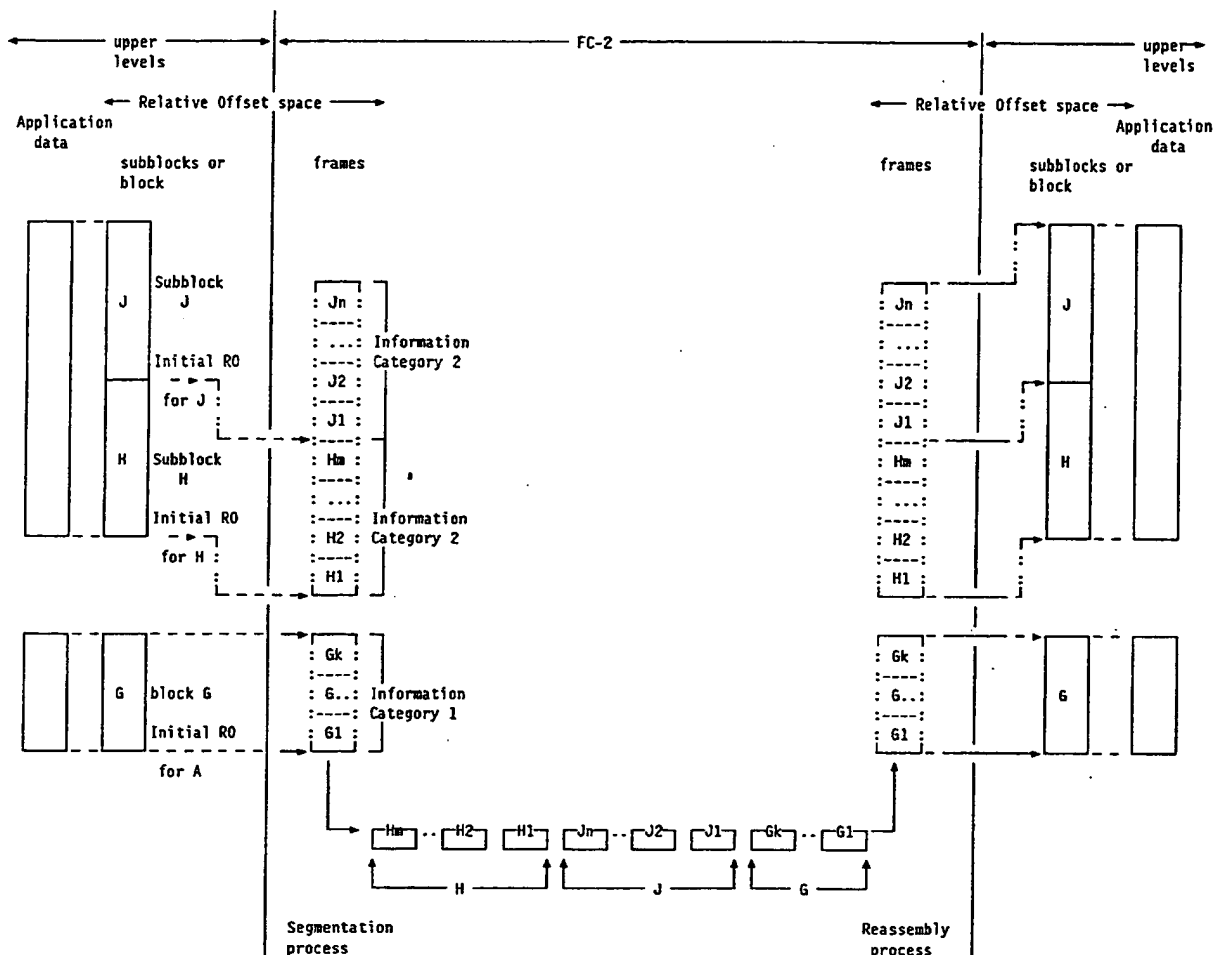 upper
levels
FC-2
upper
levels
Relative Offset space
Relative Offset space
Application
data
Application
data
subblocks or
block
frames
frames
subblocks or
block
J
Subblock
J
Initial RO
for J
H
Subblock
H
Initial RO
for H
Jn
...
J2
J1
Hm
...
H2
H1
Information
Category 2
Information
Category 2
Jn
...
J2
J1
Hm
...
H2
H1
J
H
G
block G
Initial RO
for A
Gk
G..
G1
Information
Category 1
Gk
G..
G1
G
Hm .. H2 H1 Jn .. J2 J1 Gk .. G1
H J G
Segmentation
process
Reassembly
process